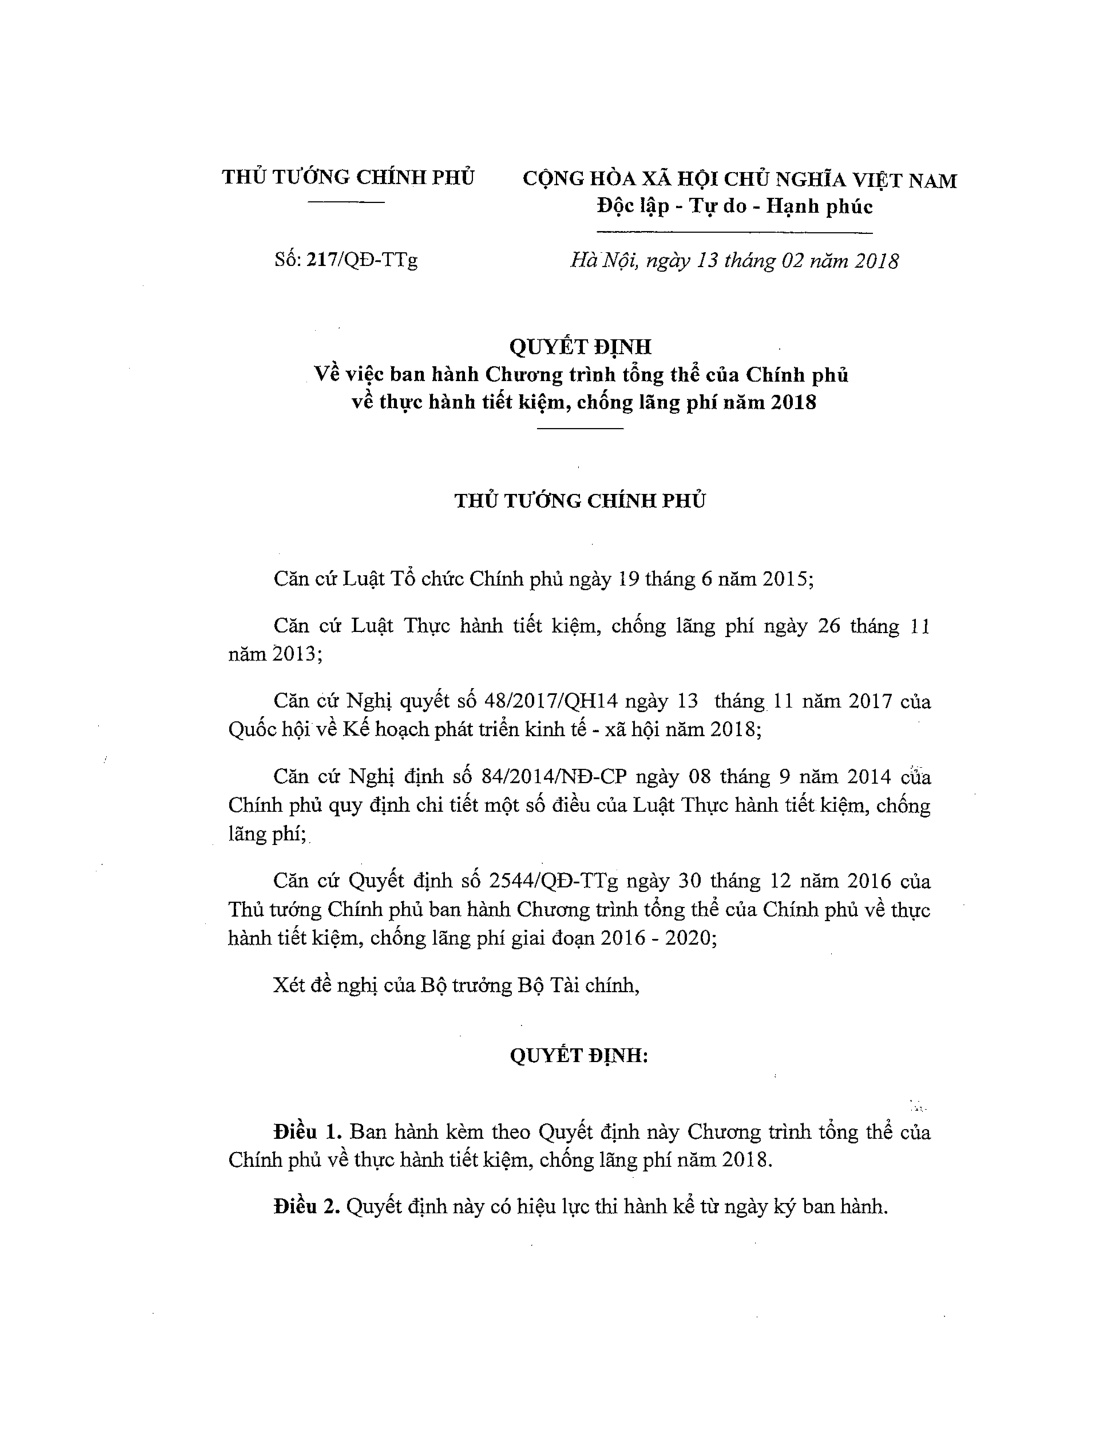 THỦ TƯỚNG CHÍNH PHỦ
CỘNG HÒA XÃ HỘI CHỦ NGHĨA VIỆT NAM
Độc lập - Tự do - Hạnh phúc
Số: 217/QĐ-TTg
Hà Nội, ngày 13 tháng 02 năm 2018
QUYẾT ĐỊNH
Về việc ban hành Chương trình tổng thể của Chính phủ
về thực hành tiết kiệm, chống lãng phí năm 2018
THỦ TƯỚNG CHÍNH PHỦ
Căn cứ Luật Tổ chức Chính phủ ngày 19 tháng 6 năm 2015;
Căn cứ Luật Thực hành tiết kiệm, chống lãng phí ngày 26 tháng 11
năm 2013;
Căn cứ Nghị quyết số 48/2017/QH14 ngày 13 tháng 11 năm 2017 của
Quốc hội về Kế hoạch phát triển kinh tế - xã hội năm 2018;
Căn cứ Nghị định số 84/2014/NĐ-CP ngày 08 tháng 9 năm 2014 của
Chính phủ quy định chi tiết một số điều của Luật Thực hành tiết kiệm, chống
lãng phí;
Căn cứ Quyết định số 2544/QĐ-TTg ngày 30 tháng 12 năm 2016 của
Thủ tướng Chính phủ ban hành Chương trình tổng thể của Chính phủ về thực
hành tiết kiệm, chống lãng phí giai đoạn 2016 - 2020;
Xét đề nghị của Bộ trưởng Bộ Tài chính,
QUYẾT ĐỊNH:
Điều 1. Ban hành kèm theo Quyết định này Chương trình tổng thể của
Chính phủ về thực hành tiết kiệm, chống lãng phí năm 2018.
Điều 2. Quyết định này có hiệu lực thi hành kể từ ngày ký ban hành.